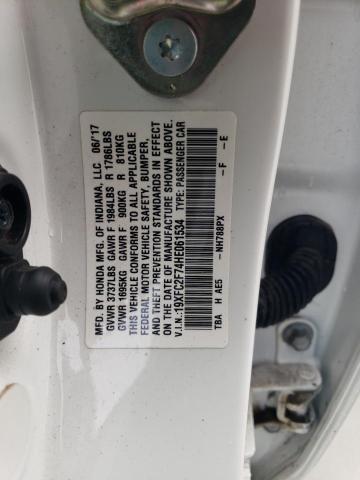 MFD. BY HONDA MFG. OF INDIANA, LLC 06/17
GVWR 3737LBS GAWR F 1984LBS R 1786LBS
GVWR 1695KG GAWR F 900KG R 810KG
THIS VEHICLE CONFORMS TO ALL APPLICABLE
FEDERAL MOTOR VEHICLE SAFETY, BUMPER,
AND THEFT PREVENTION STANDARDS IN EFFECT
ON THE DATE OF MANUFACTURE SHOWN ABOVE.
V.I.N.:19XFC2F74HE061534 TYPE: PASSENGER CAR
—NH788PX —F —E
TBA H AE5